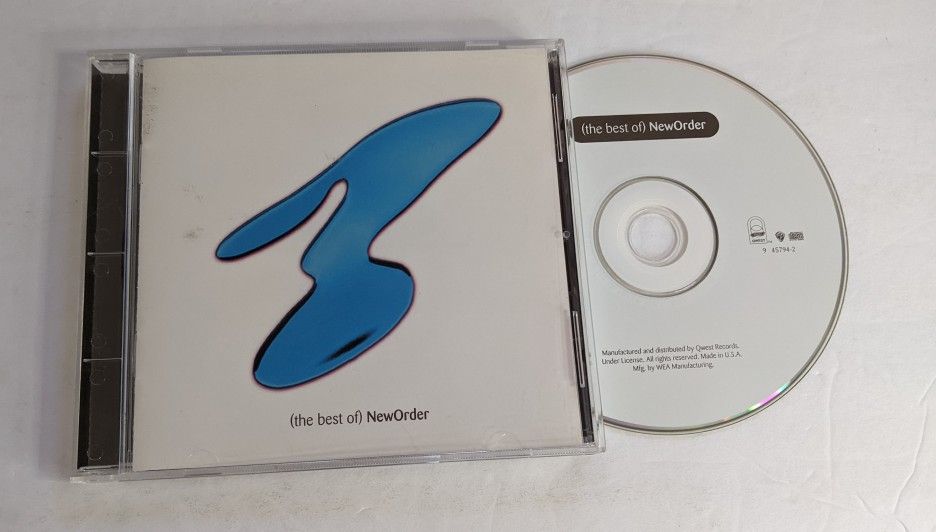 (the best of) NewOrder
(the best of) NewOrder
QWEST
9 45794-2
Manufactured and distributed by Qwest Records,
Under License. All rights reserved. Made in U.S.A.
Mfg. by WEA Manufacturing.